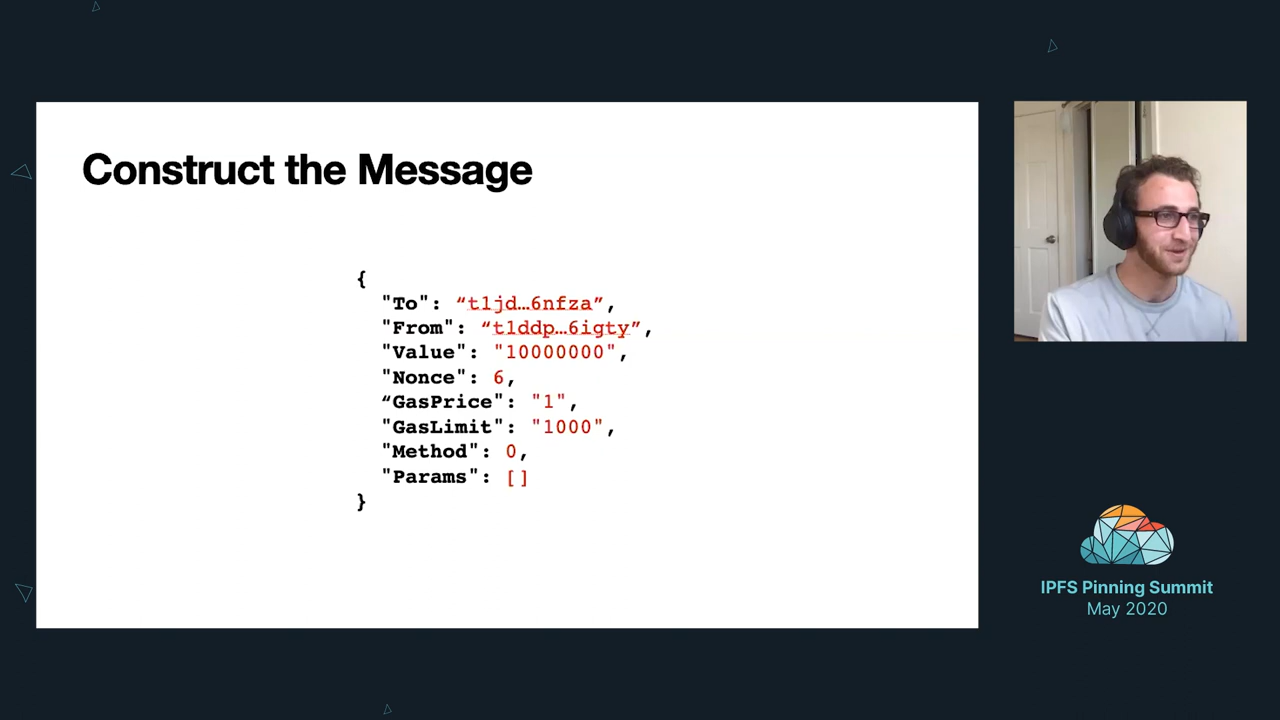 Construct the Message
{
"To": “t1jd…6nfza”,
"From": “t1ddp…6igty”,
"Value": "10000000",
"Nonce": 6,
“GasPrice": "1",
"GasLimit": "1000",
"Method": 0,
"Params": []
}
IPFS Pinning Summit
May 2020